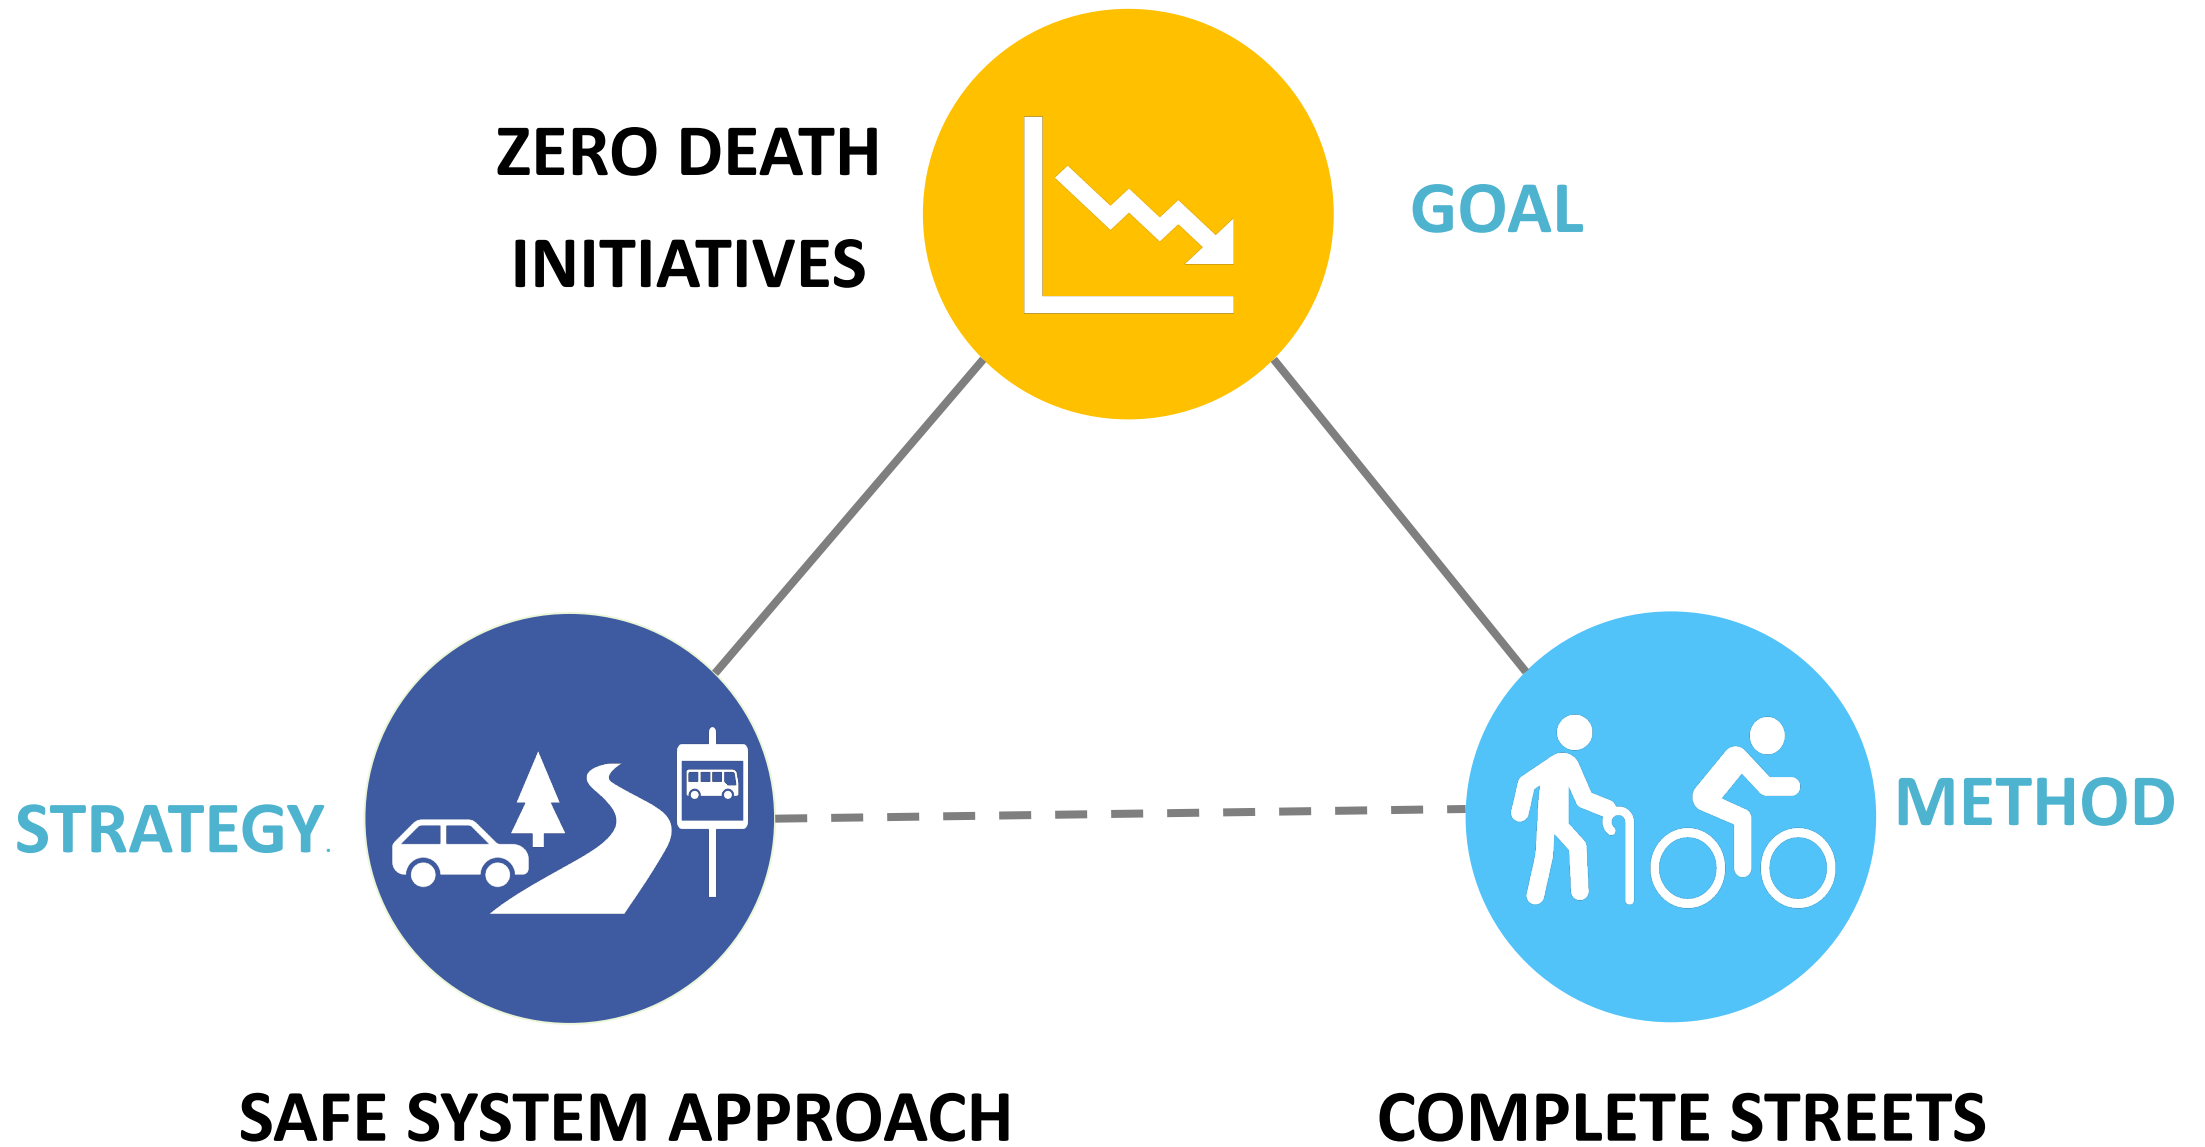 ZERO DEATH
INITIATIVES
GOAL
STRATEGY.
METHOD
SAFE SYSTEM APPROACH
COMPLETE STREETS